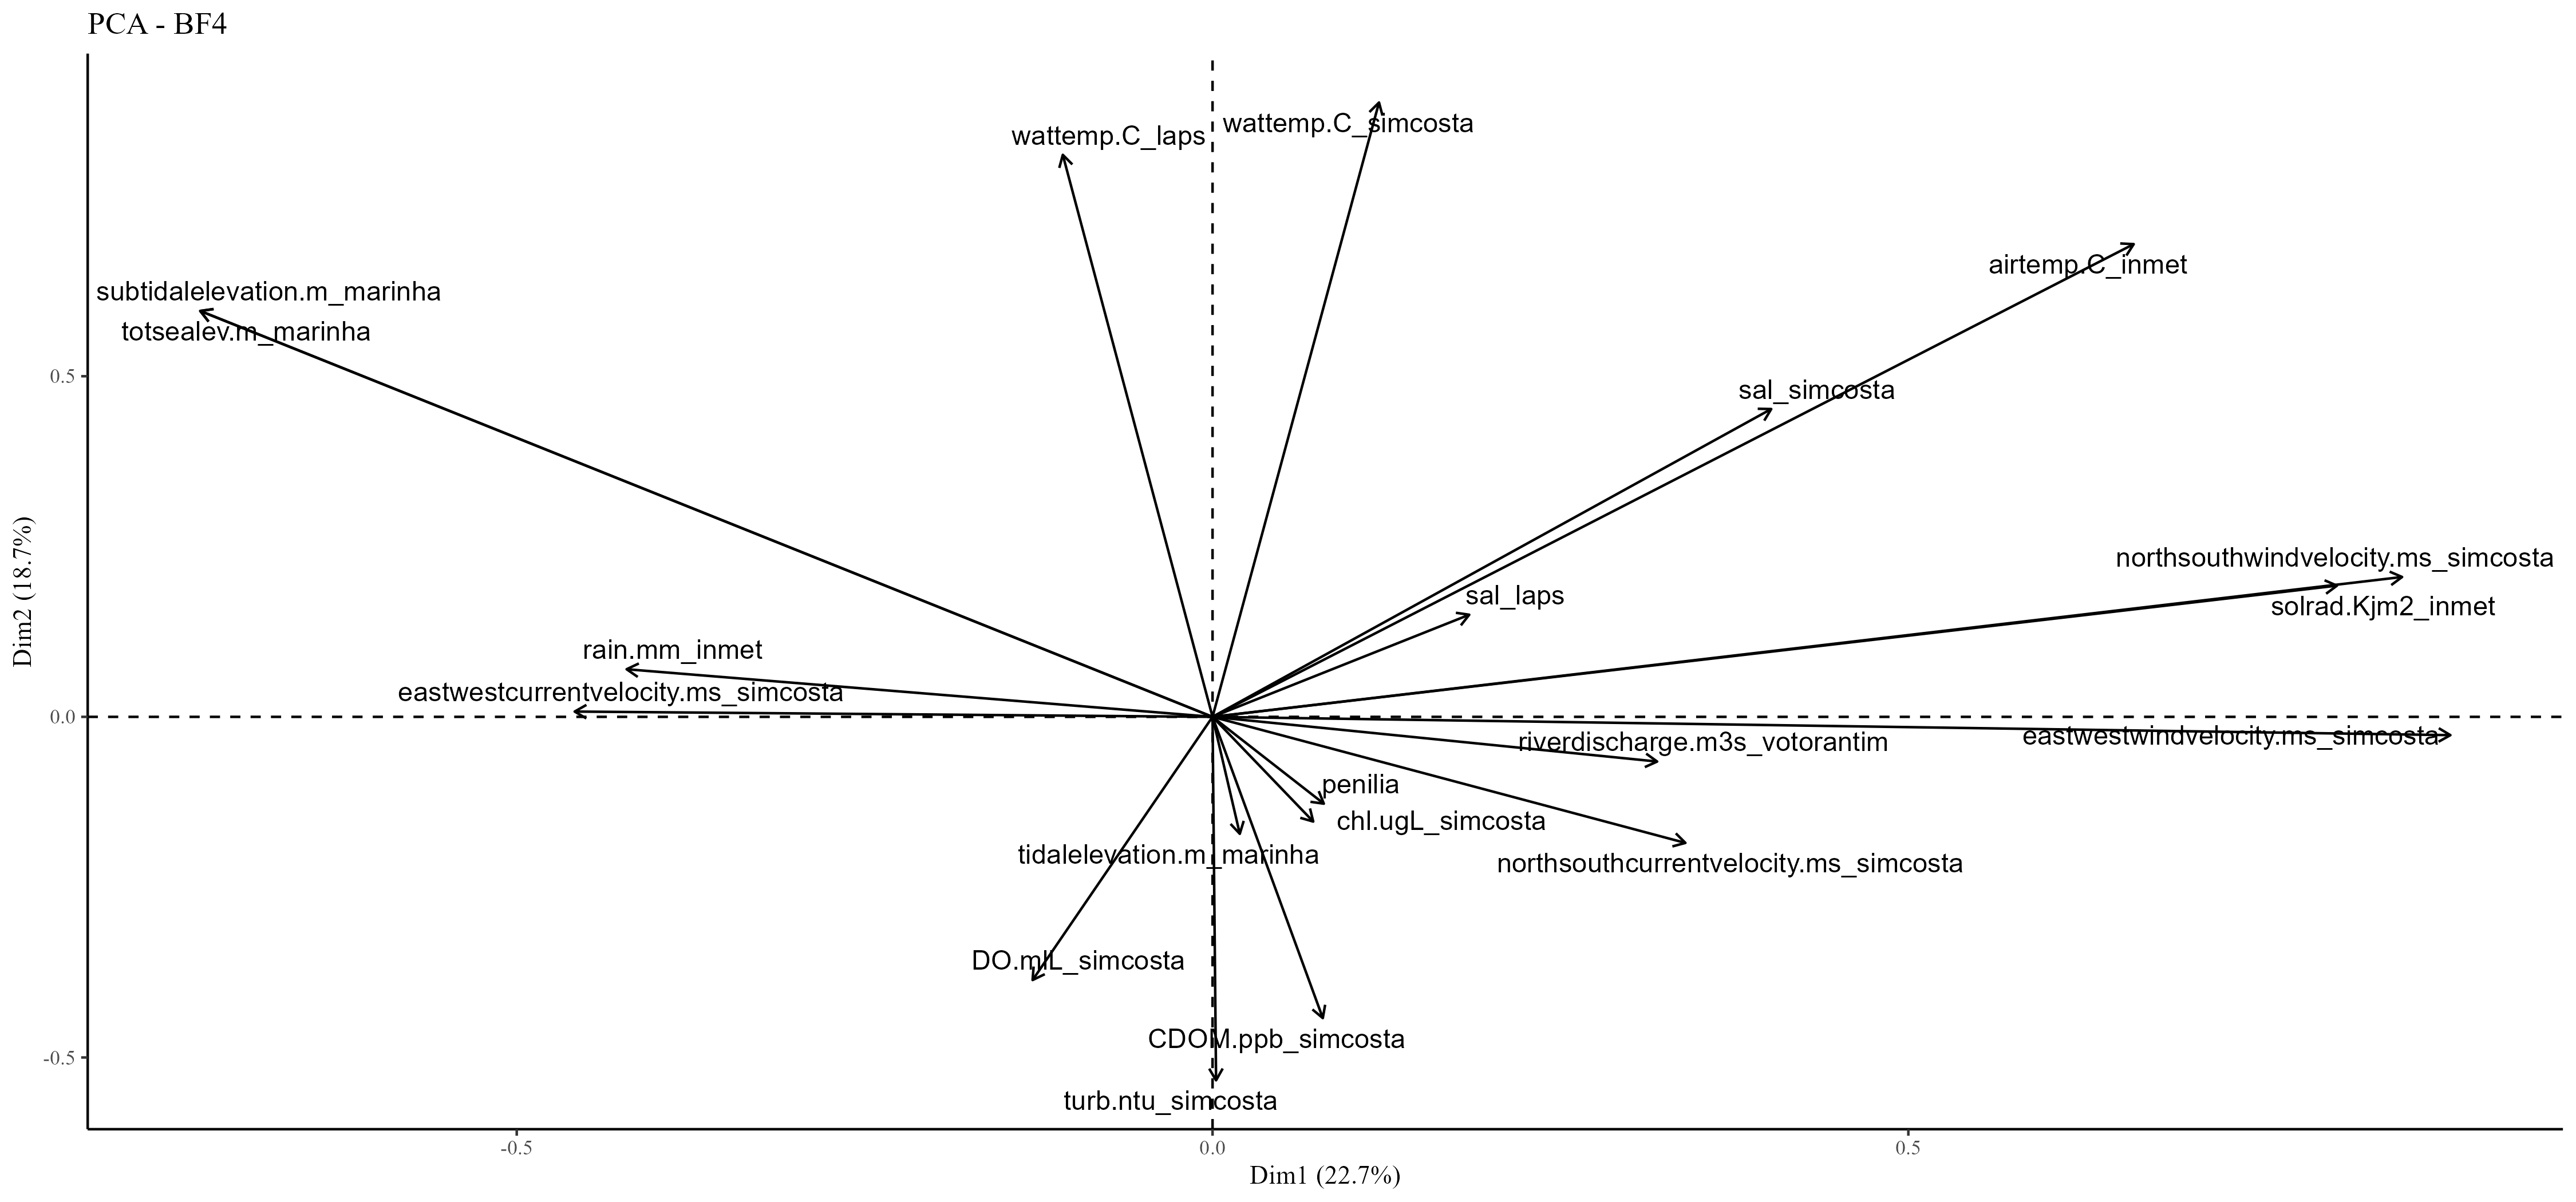 PCA - BF4
wattemp.C_laps
wattemp.C_simcosta
airtemp.C_inmet
subtidalelevation.m_marinha
totsealev.m_marinha
0.5
sal_simcosta
northsouthwindvelocity.ms_simcosta
solrad.Kjm2_inmet
sal_laps
rain.mm_inmet
eastwestcurrentvelocity.ms_simcosta
0.0
riverdischarge.m3s_votorantim
eastwestwindvelocity.ms_simcosta
penilia
chl.ugL_simcosta
tidalelevation.m_marinha
northsouthcurrentvelocity.ms_simcosta
DO.mlL_simcosta
CDOM.ppb_simcosta
-0.5
turb.ntu_simcosta
-0.5
0.0
0.5
Dim1 (22.7%)
Dim2 (18.7%)